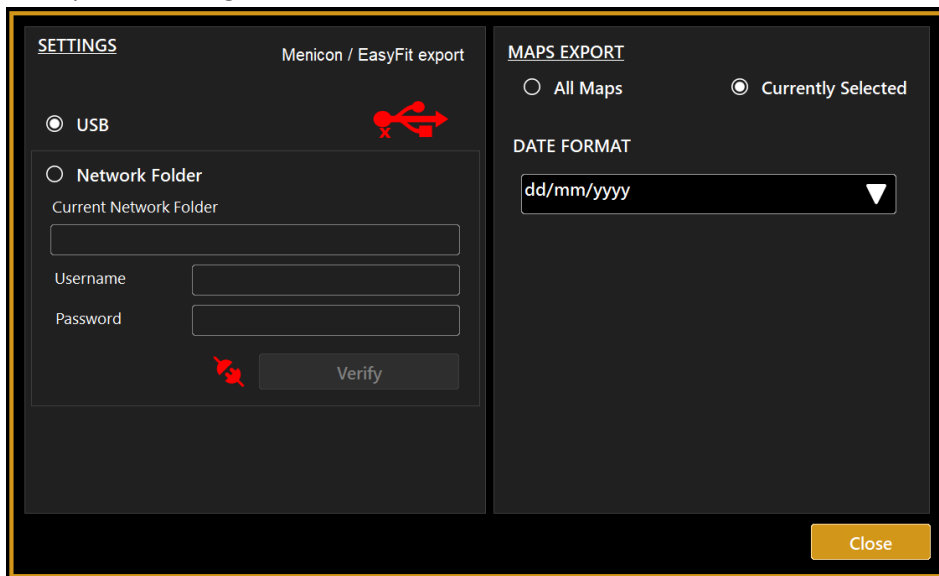 SETTINGS
Menicon / EasyFit export
USB
Network Folder
Current Network Folder
Username
Password
Verify
MAPS EXPORT
All Maps
Currently Selected
DATE FORMAT
dd/mm/yyyy
Close